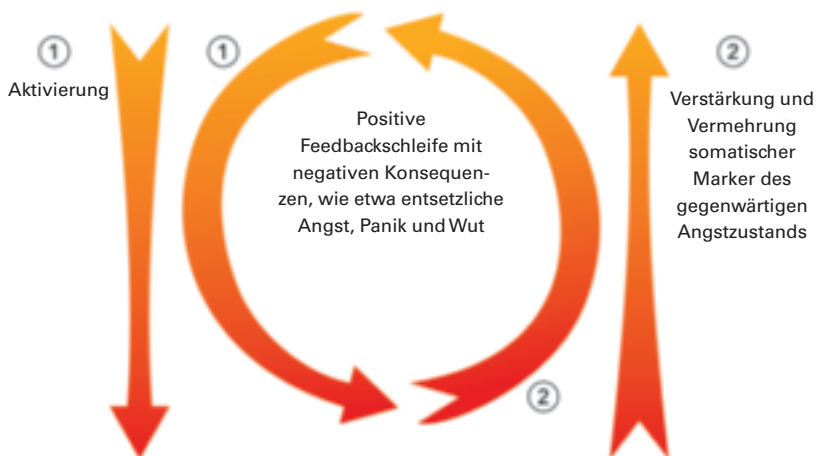 ①
Aktivierung
①
Positive
Feedbackschleife mit
negativen Konsequen-
zen, wie etwa entsetzliche
Angst, Panik und Wut
②
②
Verstärkung und
Vermehrung
somatischer
Marker des
gegenwärtigen
Angstzustands